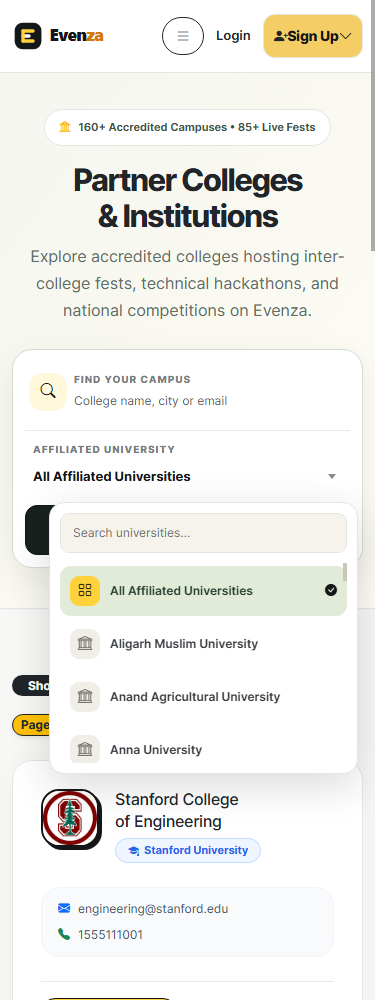 Evenza
Login
Sign Up
160+ Accredited Campuses • 85+ Live Fests
Partner Colleges
& Institutions
Explore accredited colleges hosting inter-
college fests, technical hackathons, and
national competitions on Evenza.
FIND YOUR CAMPUS
College name, city or email
AFFILIATED UNIVERSITY
All Affiliated Universities
Search universities...
All Affiliated Universities
Aligarh Muslim University
Anand Agricultural University
Anna University
Page
Stanford College
of Engineering
Stanford University
engineering@stanford.edu
1555111001